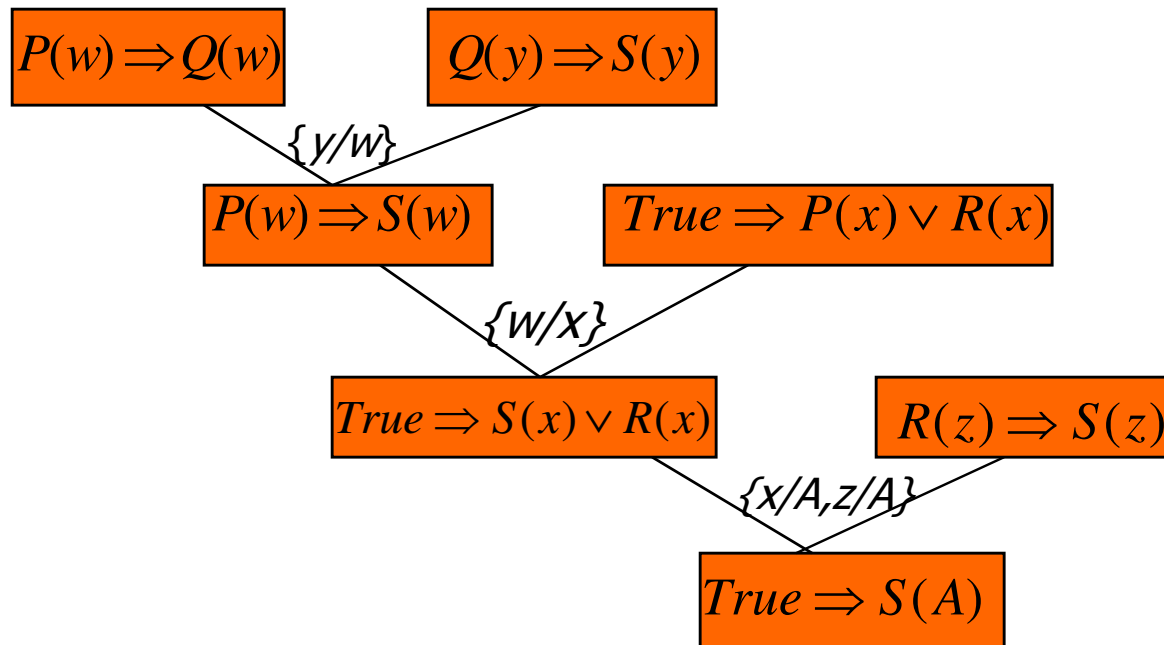 P(w) ⇒ Q(w)
Q(y) ⇒ S(y)
{y/w}
P(w) ⇒ S(w)
True ⇒ P(x) ∨ R(x)
{w/x}
True ⇒ S(x) ∨ R(x)
R(z) ⇒ S(z)
{x/A,z/A}
True ⇒ S(A)